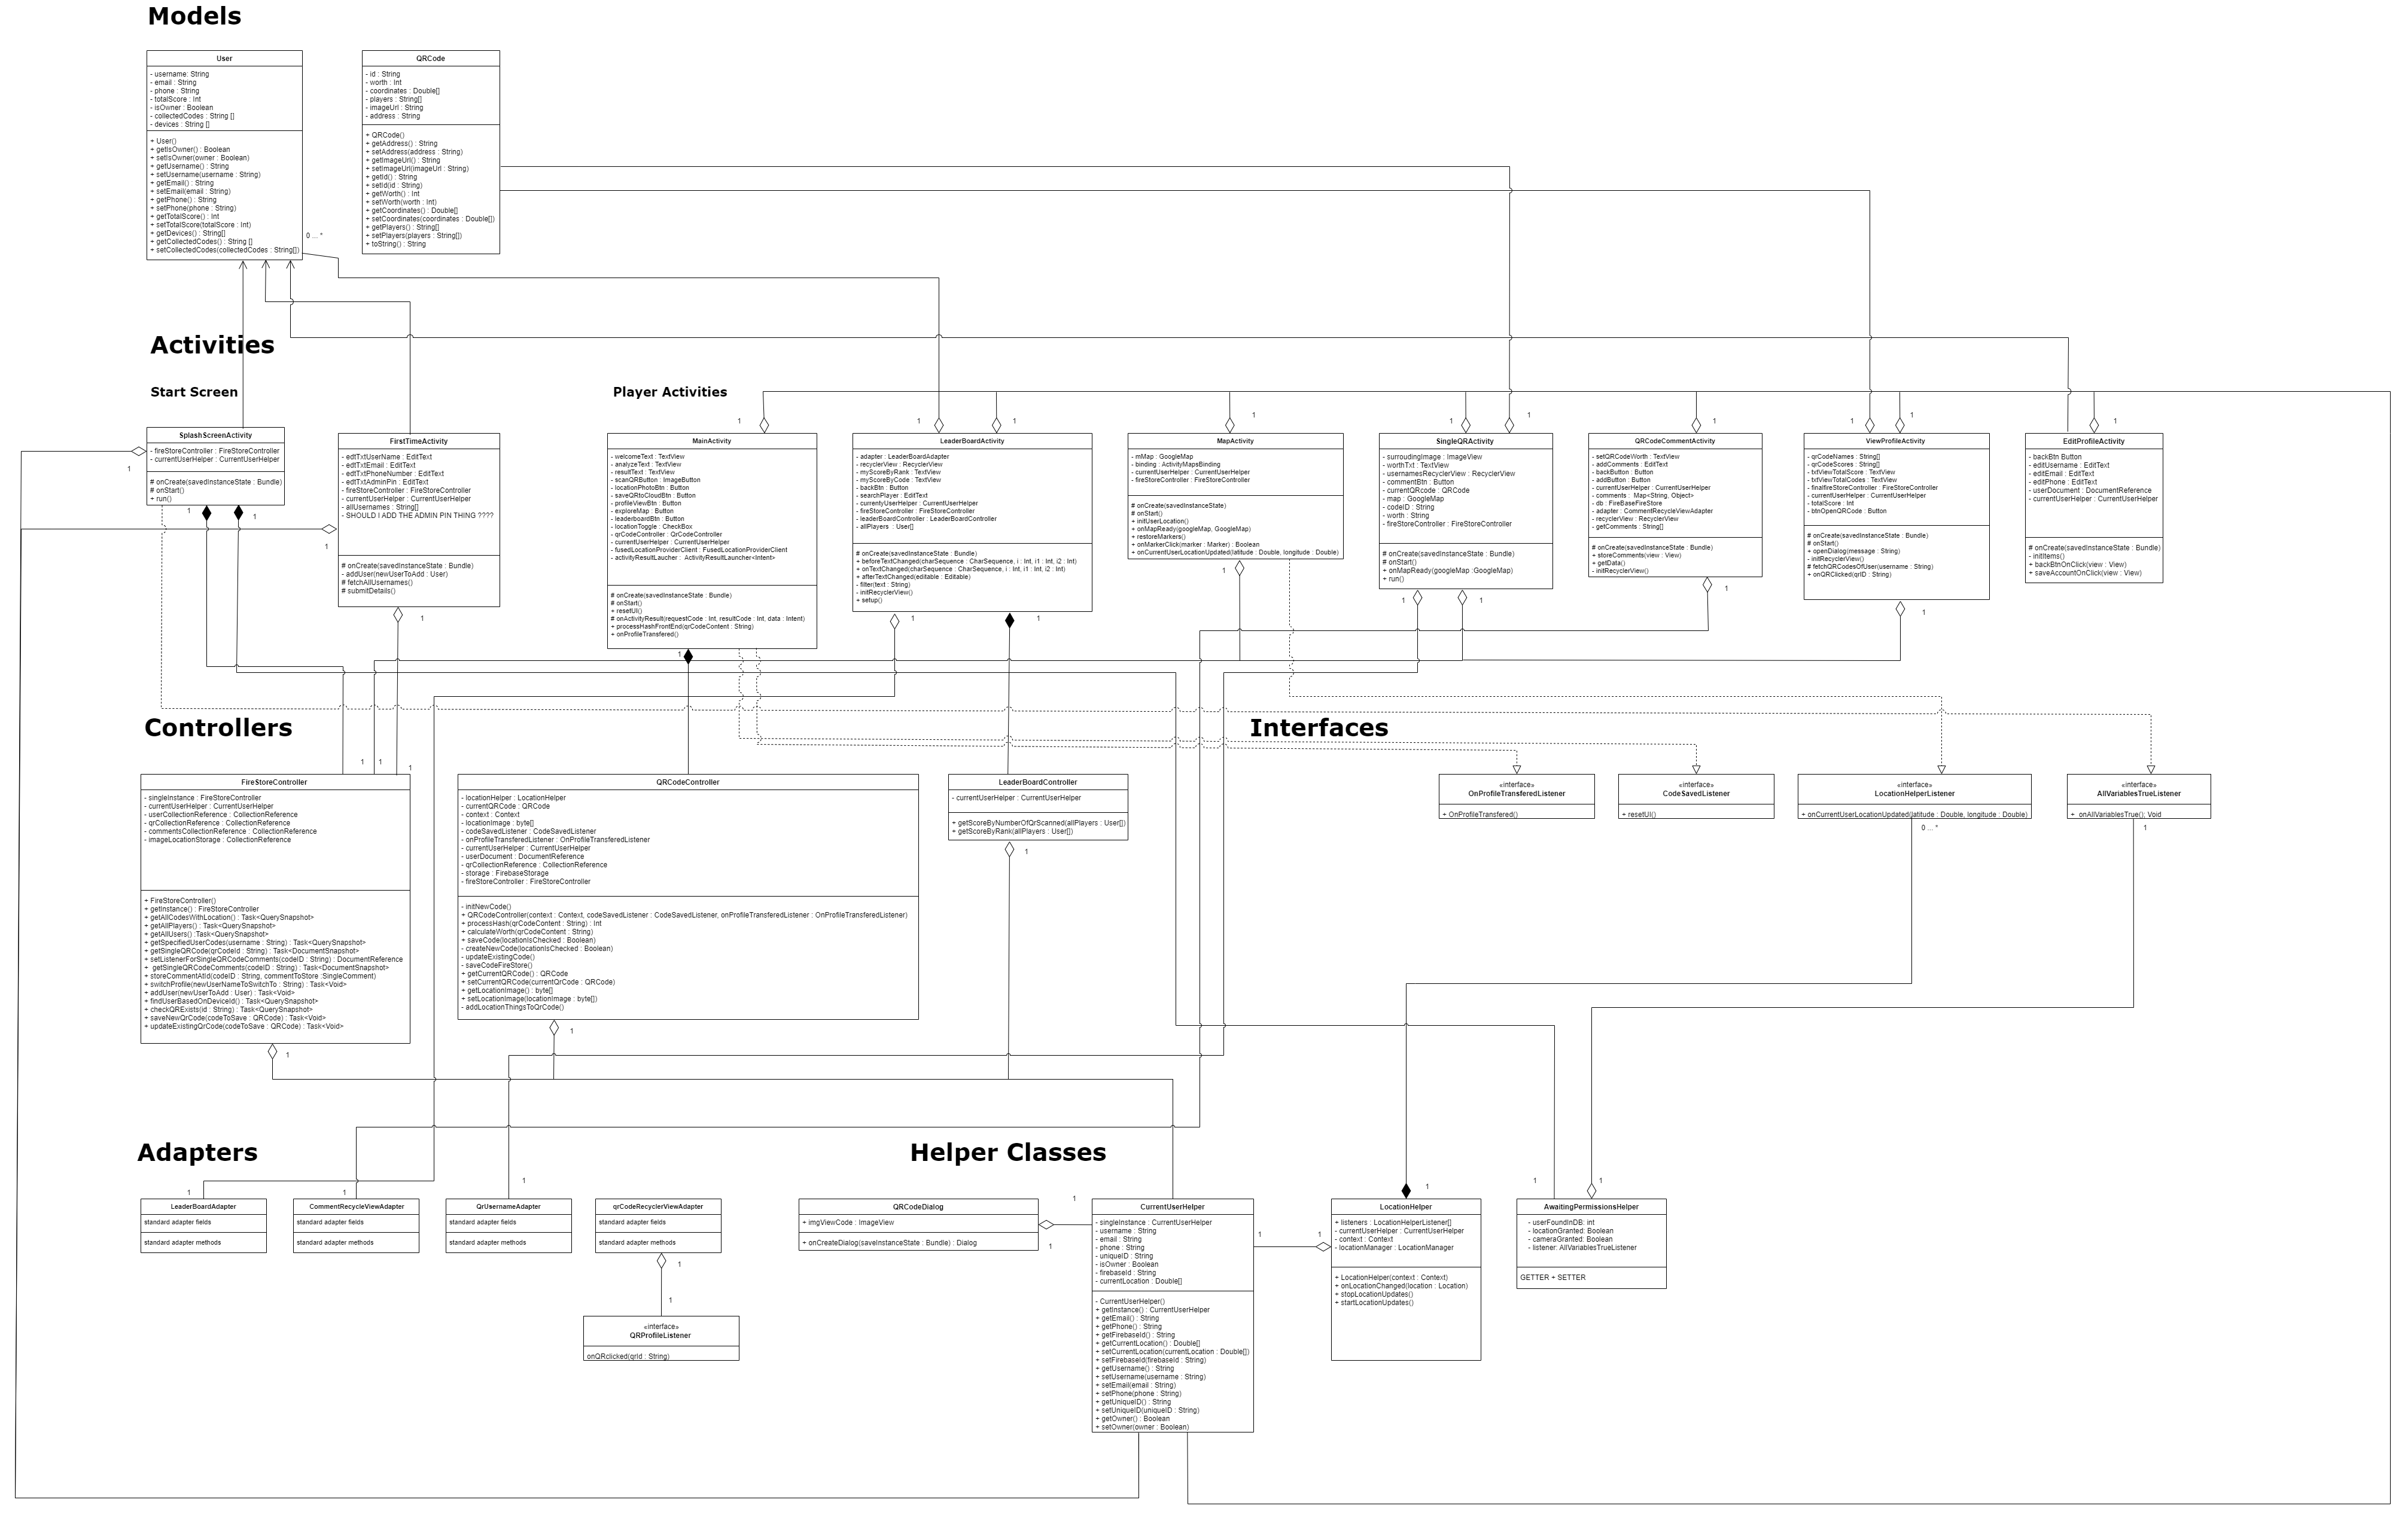 Models
User
- username: String
- email : String
- phone : String
- totalScore : Int
- isOwner : Boolean
- collectedCodes : String []
- devices : String []
+ User()
+ getIsOwner() : Boolean
+ setIsOwner(owner : Boolean)
+ getUsername() : String
+ setUsername(username : String)
+ getEmail() : String
+ setEmail(email : String)
+ getPhone() : String
+ setPhone(phone : String)
+ getTotalScore() : Int
+ setTotalScore(totalScore : Int)
+ getDevices() : String[]
+ getCollectedCodes() : String []
+ setCollectedCodes(collectedCodes : String[])
0 ... *
QRCode
- id : String
- worth : Int
- coordinates : Double[]
- players : String[]
- imageUrl : String
- address : String
+ QRCode()
+ getAddress() : String
+ setAddress(address : String)
+ getImageUrl() : String
+ setImageUrl(imageUrl : String)
+ getId() : String
+ setId(id : String)
+ getWorth() : Int
+ setWorth(worth : Int)
+ getCoordinates() : Double[]
+ setCoordinates(coordinates : Double[])
+ getPlayers() : String[]
+ setPlayers(players : String[])
+ toString() : String
Activities
Start Screen
Player Activities
1
1
1
1
1
1
1
1
1
1
SplashScreenActivity
- fireStoreController : FireStoreController
- currentUserHelper : CurrentUserHelper
# onCreate(savedInstanceState : Bundle)
# onStart()
+ run()
1
1
1
FirstTimeActivity
- edtTxtUserName : EditText
- edtTxtEmail : EditText
- edtTxtPhoneNumber : EditText
- edtTxtAdminPin : EditText
- fireStoreController : FireStoreController
- currentUserHelper : CurrentUserHelper
- allUsernames : String[]
- SHOULD I ADD THE ADMIN PIN THING ????
# onCreate(savedInstanceState : Bundle)
- addUser(newUserToAdd : User)
# fetchAllUsernames()
# submitDetails()
1
1
MainActivity
- welcomeText : TextView
- analyzeText : TextView
- resultText : TextView
- scanQRButton : ImageButton
- locationPhotoBtn : Button
- saveQRtoCloudBtn : Button
- profileViewBtn : Button
- exploreMap : Button
- leaderboardBtn : Button
- locationToggle : CheckBox
- qrCodeController : QrCodeController
- currentUserHelper : CurrentUserHelper
- fusedLocationProviderClient : FusedLocationProviderClient
- activityResultLaucher : ActivityResultLauncher<Intent>
# onCreate(savedInstanceState : Bundle)
# onStart()
+ resetUI()
# onActivityResult(requestCode : Int, resultCode : Int, data : Intent)
+ processHashFrontEnd(qrCodeContent : String)
+ onProfileTransfered()
1
LeaderBoardActivity
- adapter : LeaderBoardAdapter
- recyclerView : RecyclerView
- myScoreByRank : TextView
- myScoreByCode : TextView
- backBtn : Button
- searchPlayer : EditText
- currentyUserHelper : CurrentUserHelper
- fireStoreController : FireStoreController
- leaderBoardController : LeaderBoardController
- allPlayers : User[]
# onCreate(savedInstanceState : Bundle)
+ beforeTextChanged(charSequence : CharSequence, i : Int, i1 : Int, i2 : Int)
+ onTextChanged(charSequence : CharSequence, i : Int, i1 : Int, i2 : Int)
+ afterTextChanged(editable : Editable)
- filter(text : String)
- initRecyclerView()
+ setup()
1
1
MapActivity
- mMap : GoogleMap
- binding : ActivityMapsBinding
- currentUserHelper : CurrentUserHelper
- fireStoreController : FireStoreController
# onCreate(savedInstanceState)
# onStart()
+ initUserLocation()
+ onMapReady(googleMap, GoogleMap)
+ restoreMarkers()
+ onMarkerClick(marker : Marker) : Boolean
+ onCurrentUserLocationUpdated(latitude : Double, longitude : Double)
1
SingleQRActivity
- surroudingImage : ImageView
- worthTxt : TextView
- usernamesRecyclerView : RecyclerView
- commentBtn : Button
- currentQRcode : QRCode
- map : GoogleMap
- codeID : String
- worth : String
- fireStoreController : FireStoreController
# onCreate(savedInstanceState : Bundle)
# onStart()
+ onMapReady(googleMap :GoogleMap)
+ run()
1
1
QRCodeCommentActivity
- setQRCodeWorth : TextView
- addComments : EditText
- backButton : Button
- addButton : Button
- currentUserHelper : CurrentUserHelper
- comments : Map<String, Object>
- db : FireBaseFireStore
- adapter : CommentRecycleViewAdapter
- recyclerView : RecyclerView
- getComments : String[]
# onCreate(savedInstanceState : Bundle)
+ storeComments(view : View)
+ getData()
- initRecyclerView()
1
ViewProfileActivity
- qrCodeNames : String[]
- qrCodeScores : String[]
- txtViewTotalScore : TextView
- txtViewTotalCodes : TextView
- finalfireStoreController : FireStoreController
- currentUserHelper : CurrentUserHelper
- totalScore : Int
- btnOpenQRCode : Button
# onCreate(savedInstanceState : Bundle)
# onStart()
+ openDialog(message : String)
- initRecyclerView()
# fetchQRCodesOfUser(username : String)
+ onQRClicked(qrID : String)
1
EditProfileActivity
- backBtn Button
- editUsername : EditText
- editEmail : EditText
- editPhone : EditText
- userDocument : DocumentReference
- currentUserHelper : CurrentUserHelper
# onCreate(savedInstanceState : Bundle)
- initItems()
+ backBtnOnClick(view : View)
+ saveAccountOnClick(view : View)
Controllers
Interfaces
1
1
1
FireStoreController
- singleInstance : FireStoreController
- currentUserHelper : CurrentUserHelper
- userCollectionReference : CollectionReference
- qrCollectionReference : CollectionReference
- commentsCollectionReference : CollectionReference
- imageLocationStorage : CollectionReference
+ FireStoreController()
+ getInstance() : FireStoreController
+ getAllCodesWithLocation() : Task<QuerySnapshot>
+ getAllPlayers() : Task<QuerySnapshot>
+ getAllUsers() :Task<QuerySnapshot>
+ getSpecifiedUserCodes(username : String) : Task<QuerySnapshot>
+ getSingleQRCode(qrCodeId : String) : Task<DocumentSnapshot>
+ setListenerForSingleQRCodeComments(codeID : String) : DocumentReference
+ getSingleQRCodeComments(codeID : String) : Task<DocumentSnapshot>
+ storeCommentAtId(codeID : String, commentToStore :SingleComment)
+ switchProfile(newUserNameToSwitchTo : String) : Task<Void>
+ addUser(newUserToAdd : User) : Task<Void>
+ findUserBasedOnDeviceId() : Task<QuerySnapshot>
+ checkQRExists(id : String) : Task<QuerySnapshot>
+ saveNewQrCode(codeToSave : QRCode) : Task<Void>
+ updateExistingQrCode(codeToSave : QRCode) : Task<Void>
1
QRCodeController
- locationHelper : LocationHelper
- currentQRCode : QRCode
- context : Context
- locationImage : byte[]
- codeSavedListener : CodeSavedListener
- onProfileTransferedListener : OnProfileTransferedListener
- currentUserHelper : CurrentUserHelper
- userDocument : DocumentReference
- qrCollectionReference : CollectionReference
- storage : FirebaseStorage
- fireStoreController : FireStoreController
- initNewCode()
+ QRCodeController(context : Context, codeSavedListener : CodeSavedListener, onProfileTransferedListener : OnProfileTransferedListener)
+ processHash(qrCodeContent : String) : Int
+ calculateWorth(qrCodeContent : String)
+ saveCode(locationIsChecked : Boolean)
- createNewCode(locationIsChecked : Boolean)
- updateExistingCode()
- saveCodeFireStore()
+ getCurrentQRCode() : QRCode
+ setCurrentQRCode(currentQrCode : QRCode)
+ getLocationImage() : byte[]
+ setLocationImage(locationImage : byte[])
- addLocationThingsToQrCode()
1
LeaderBoardController
- currentUserHelper : CurrentUserHelper
+ getScoreByNumberOfQrScanned(allPlayers : User[])
+ getScoreByRank(allPlayers : User[])
1
«interface»
OnProfileTransferedListener
+ OnProfileTransfered()
«interface»
CodeSavedListener
+ resetUI()
«interface»
LocationHelperListener
+ onCurrentUserLocationUpdated(latitude : Double, longitude : Double)
0 ... *
«interface»
AllVariablesTrueListener
+ onAllVariablesTrue(); Void
1
Adapters
Helper Classes
1
LeaderBoardAdapter
standard adapter fields
standard adapter methods
1
CommentRecycleViewAdapter
standard adapter fields
standard adapter methods
1
QrUsernameAdapter
standard adapter fields
standard adapter methods
qrCodeRecyclerViewAdapter
standard adapter fields
standard adapter methods
1
1
«interface»
QRProfileListener
onQRclicked(qrId : String)
QRCodeDialog
+ imgViewCode : ImageView
+ onCreateDialog(saveInstanceState : Bundle) : Dialog
1
1
CurrentUserHelper
- singleInstance : CurrentUserHelper
- username : String
- email : String
- phone : String
- uniqueID : String
- isOwner : Boolean
- firebaseId : String
- currentLocation : Double[]
- CurrentUserHelper()
+ getInstance() : CurrentUserHelper
+ getEmail() : String
+ getPhone() : String
+ getFirebaseId() : String
+ getCurrentLocation() : Double[]
+ setCurrentLocation(currentLocation : Double[])
+ setFirebaseId(firebaseId : String)
+ getUsername() : String
+ setUsername(username : String)
+ setEmail(email : String)
+ setPhone(phone : String)
+ getUniqueID() : String
+ setUniqueID(uniqueID : String)
+ getOwner() : Boolean
+ setOwner(owner : Boolean)
1
1
1
LocationHelper
+ listeners : LocationHelperListener[]
- currentUserHelper : CurrentUserHelper
- context : Context
- locationManager : LocationManager
+ LocationHelper(context : Context)
+ onLocationChanged(location : Location)
+ stopLocationUpdates()
+ startLocationUpdates()
1
1
AwaitingPermissionsHelper
- userFoundInDB: int
- locationGranted: Boolean
- cameraGranted: Boolean
- listener: AllVariablesTrueListener
GETTER + SETTER